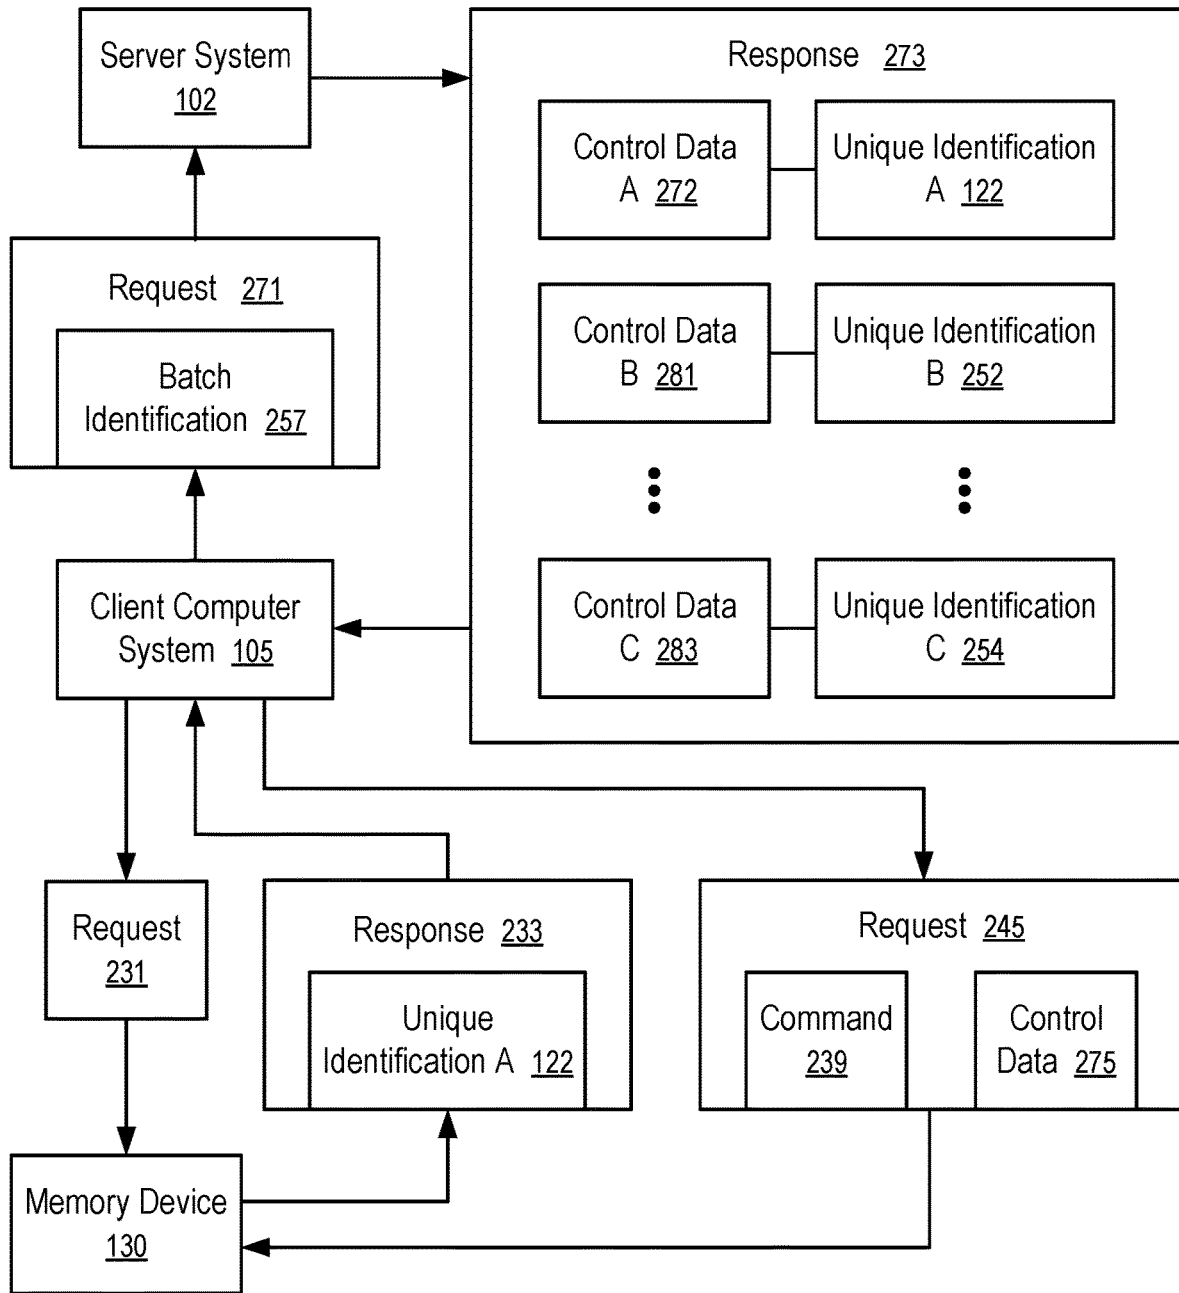 Server System
102
Response 273
Control Data
A 272
Unique Identification
A 122
Request 271
Batch
Identification 257
Control Data
B 281
Unique Identification
B 252
Client Computer
System 105
Control Data
C 283
Unique Identification
C 254
Request
231
Response 233
Unique
Identification A 122
Request 245
Command
239
Control
Data 275
Memory Device
130